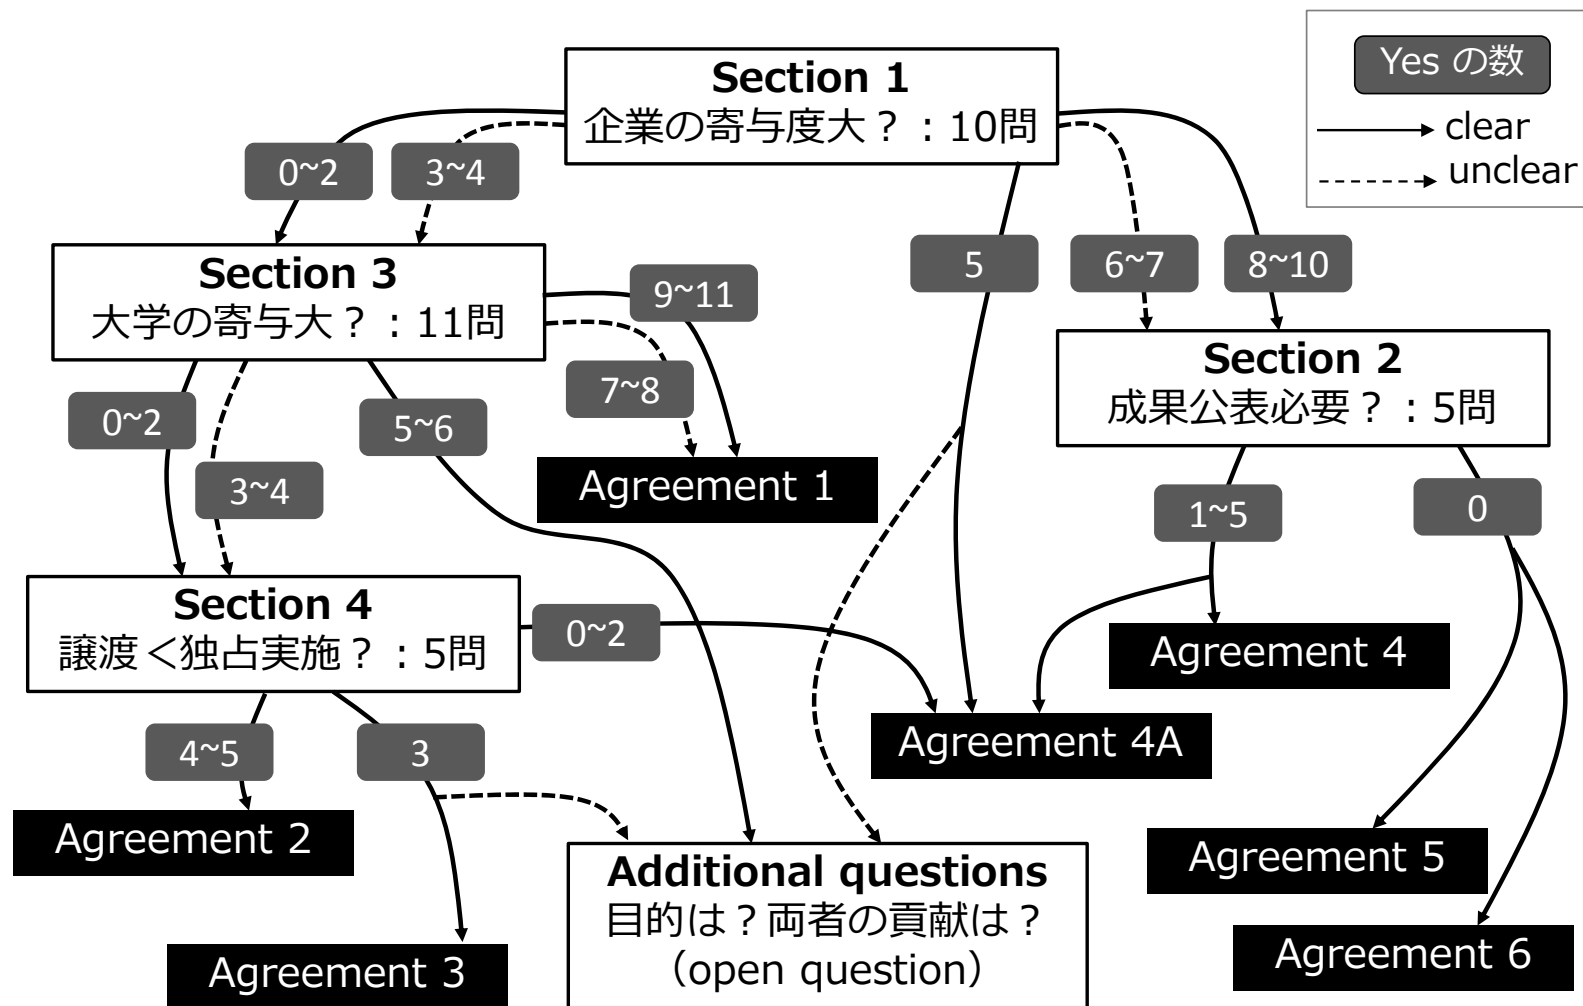 Yes の数
clear
unclear
Section 1
企業の寄与度大？：10問
0~2
3~4
5
6~7
8~10
Section 3
大学の寄与大？：11問
9~11
7~8
Section 2
成果公表必要？：5問
0~2
3~4
5~6
Agreement 1
1~5
0
Section 4
譲渡＜独占実施？：5問
0~2
Agreement 4
4~5
3
Agreement 4A
Agreement 2
Agreement 5
Additional questions
目的は？両者の貢献は？
（open question）
Agreement 3
Agreement 6